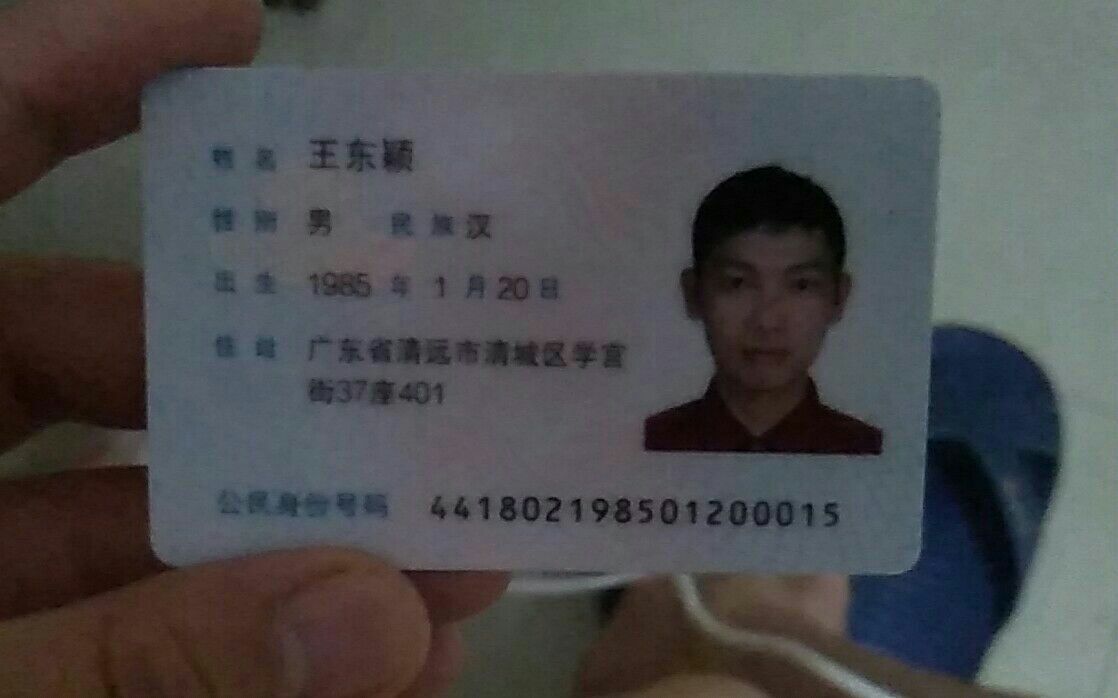 姓名 王东颖
性别 男 民族 汉
出生 1985 年 1 月 20 日
住址 广东省清远市清城区学宫
街37座401
公民身份号码 441802198501200015